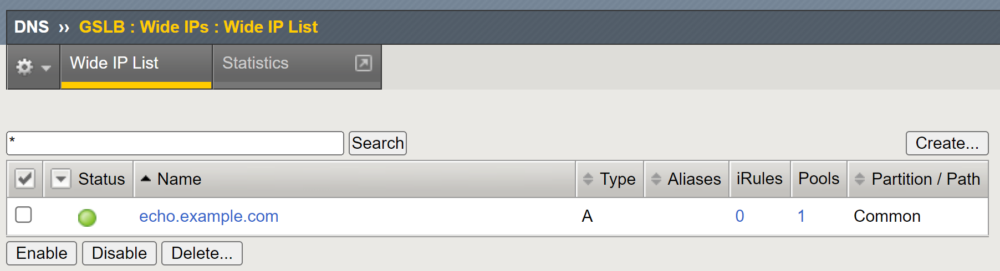 DNS ›› GSLB : Wide IPs : Wide IP List
Wide IP List Statistics
* Search Create...
Status Name Type Aliases iRules Pools Partition / Path
echo.example.com A 0 1 Common
Enable Disable Delete...